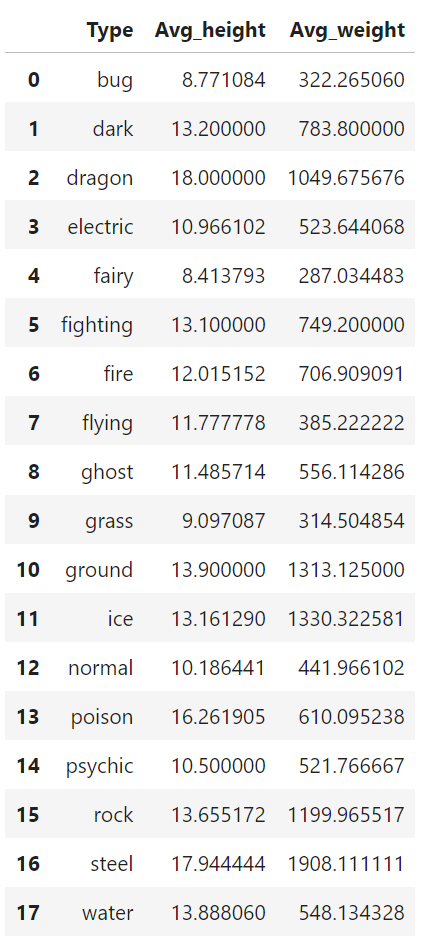 Type Avg_height Avg_weight
0 bug 8.771084 322.265060
1 dark 13.200000 783.800000
2 dragon 18.000000 1049.675676
3 electric 10.966102 523.644068
4 fairy 8.413793 287.034483
5 fighting 13.100000 749.200000
6 fire 12.015152 706.909091
7 flying 11.777778 385.222222
8 ghost 11.485714 556.114286
9 grass 9.097087 314.504854
10 ground 13.900000 1313.125000
11 ice 13.161290 1330.322581
12 normal 10.186441 441.966102
13 poison 16.261905 610.095238
14 psychic 10.500000 521.766667
15 rock 13.655172 1199.965517
16 steel 17.944444 1908.111111
17 water 13.888060 548.134328